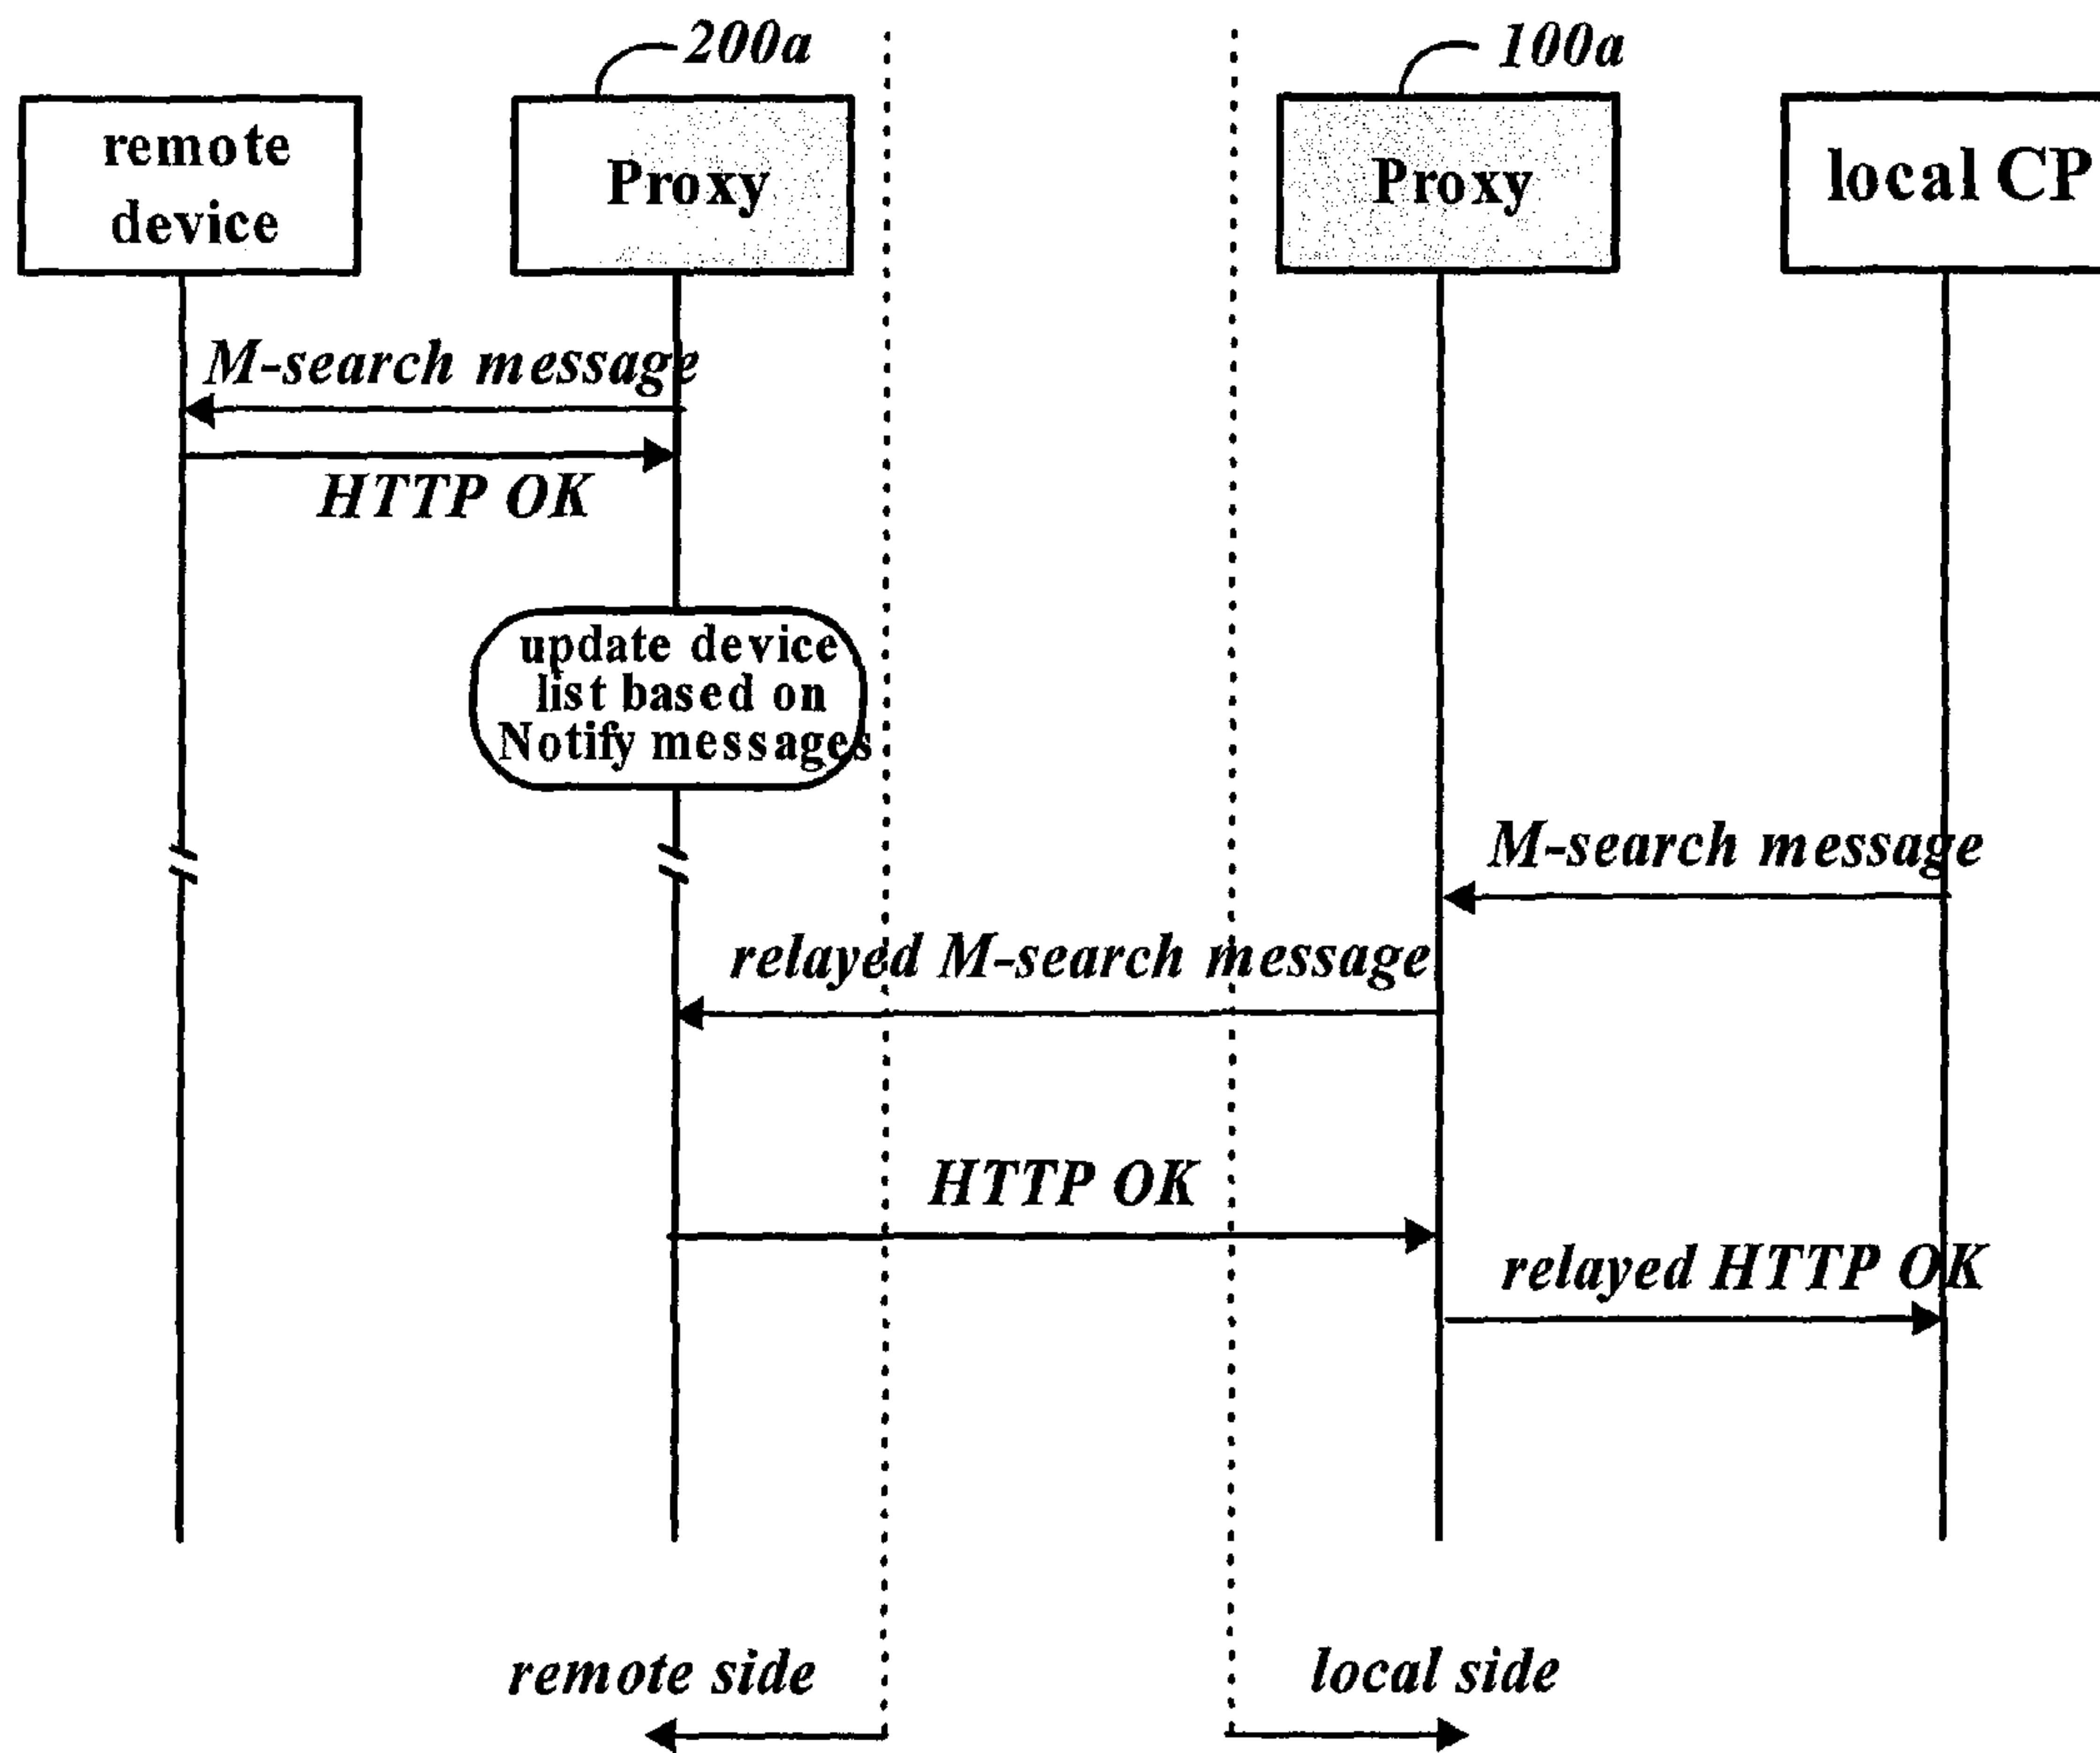 200a
100a
remote
device
Proxy
Proxy
local CP
M-search message
HTTP OK
update device
list based on
Notify messages
M-search message
relayed M-search message
HTTP OK
relayed HTTP OK
remote side
local side